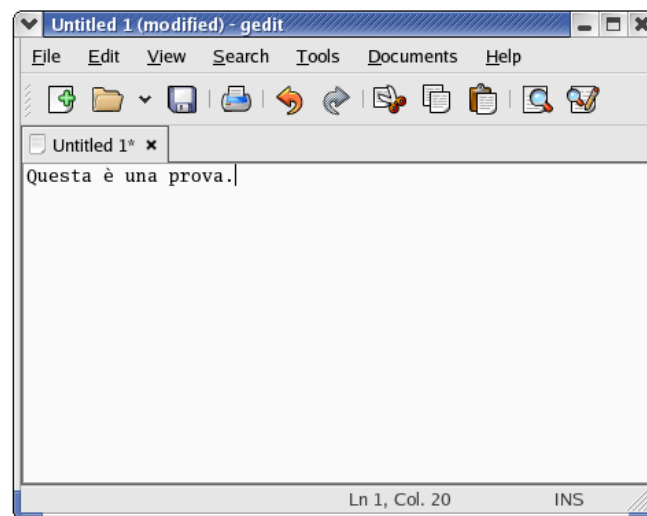 Untitled 1 (modified) - gedit
File Edit View Search Tools Documents Help
Untitled 1*
Questa è una prova.
Ln 1, Col. 20 INS